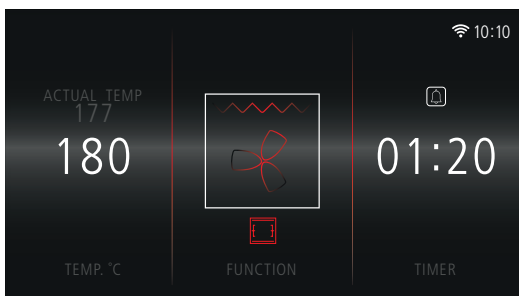 10:10
ACTUAL TEMP
177
180
01:20
TEMP. °C
FUNCTION
TIMER